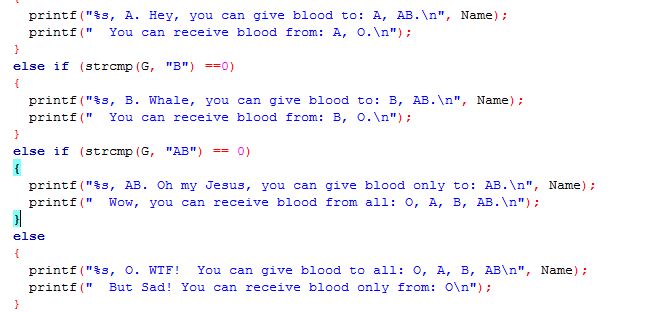 {
printf("%s, A. Hey, you can give blood to: A, AB.\n", Name);
printf("  You can receive blood from: A, O.\n");
}
else if (strcmp(G, "B") ==0)
{
printf("%s, B. Whale, you can give blood to: B, AB.\n", Name);
printf("  You can receive blood from: B, O.\n");
}
else if (strcmp(G, "AB") == 0)
{
printf("%s, AB. Oh my Jesus, you can give blood only to: AB.\n", Name);
printf("  Wow, you can receive blood from all: O, A, B, AB.\n");
}
else
{
printf("%s, O. WTF!  You can give blood to all: O, A, B, AB\n", Name);
printf("  But Sad! You can receive blood only from: O\n");
}